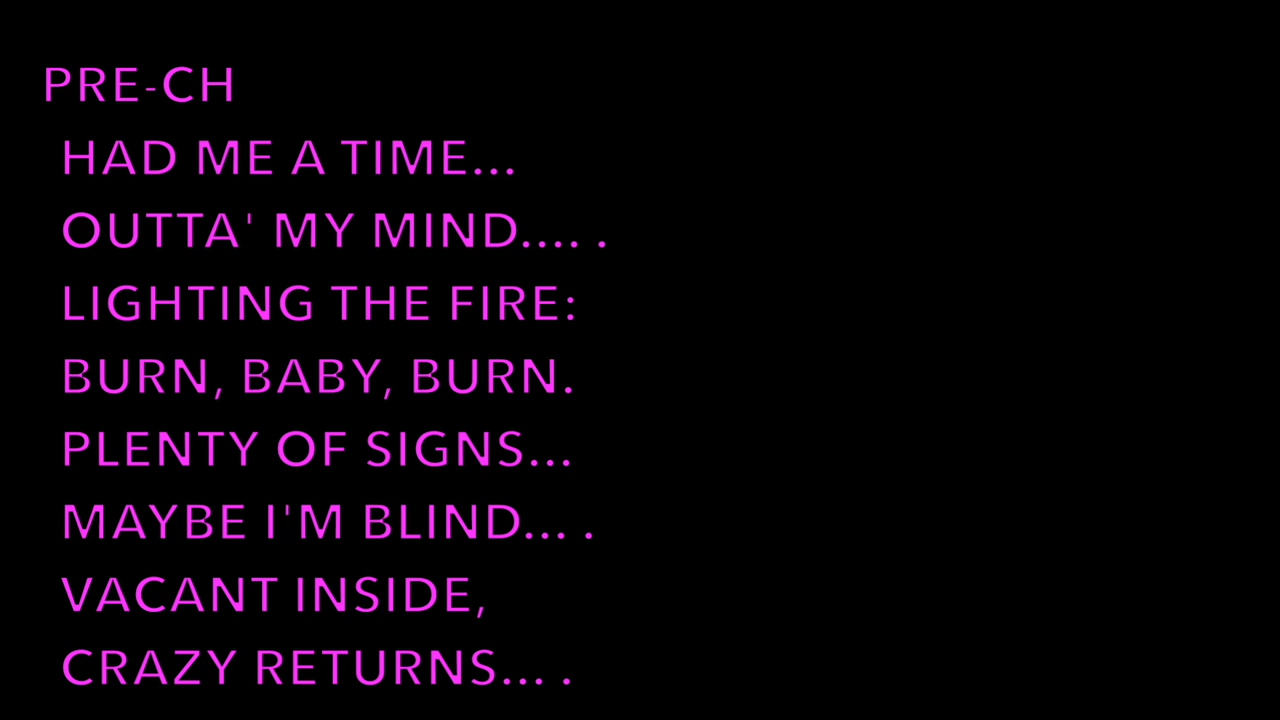 PRE-CH
HAD ME A TIME...
OUTTA' MY MIND.... .
LIGHTING THE FIRE:
BURN, BABY, BURN.
PLENTY OF SIGNS...
MAYBE I'M BLIND... .
VACANT INSIDE,
CRAZY RETURNS... .